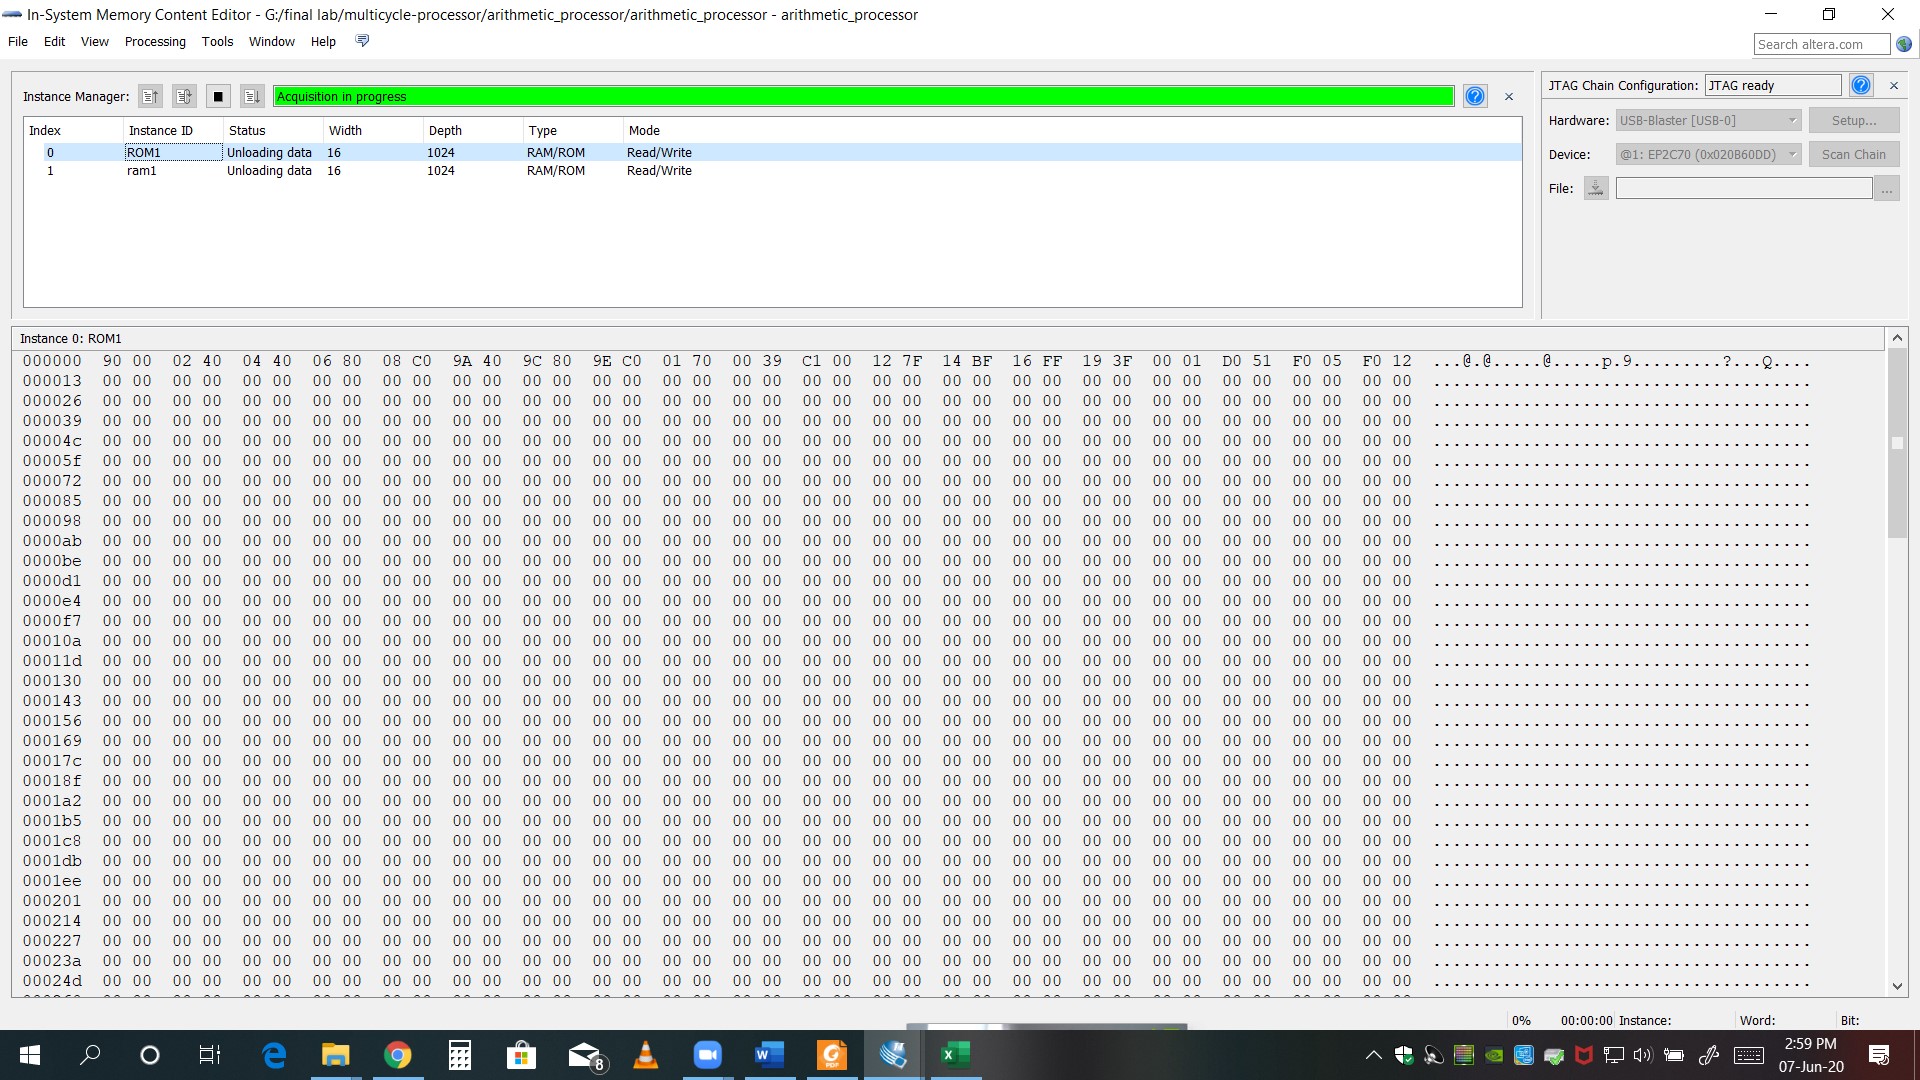 In-System Memory Content Editor - G:/final lab/multicycle-processor/arithmetic_processor/arithmetic_processor - arithmetic_processor
File Edit View Processing Tools Window Help
Search altera.com
Instance Manager: Acquisition in progress
JTAG Chain Configuration: JTAG ready
Index Instance ID Status Width Depth Type Mode
0 ROM1 Unloading data 16 1024 RAM/ROM Read/Write
1 ram1 Unloading data 16 1024 RAM/ROM Read/Write
Hardware: USB-Blaster [USB-0] Setup...
Device: @1: EP2C70 (0x020B60DD) Scan Chain
File: ...
Instance 0: ROM1
000000 90 00 02 40 04 40 06 80 08 C0 9A 40 9C 80 9E C0 01 70 00 39 C1 00 12 7F 14 BF 16 FF 19 3F 00 01 D0 51 F0 05 F0 12 ...@.@.....@.....p.9.........?...Q....
000013 00 00 00 00 00 00 00 00 00 00 00 00 00 00 00 00 00 00 00 00 00 00 00 00 00 00 00 00 00 00 00 00 00 00 00 00 00 00 ......................................
000026 00 00 00 00 00 00 00 00 00 00 00 00 00 00 00 00 00 00 00 00 00 00 00 00 00 00 00 00 00 00 00 00 00 00 00 00 00 00 ......................................
000039 00 00 00 00 00 00 00 00 00 00 00 00 00 00 00 00 00 00 00 00 00 00 00 00 00 00 00 00 00 00 00 00 00 00 00 00 00 00 ......................................
00004c 00 00 00 00 00 00 00 00 00 00 00 00 00 00 00 00 00 00 00 00 00 00 00 00 00 00 00 00 00 00 00 00 00 00 00 00 00 00 ......................................
00005f 00 00 00 00 00 00 00 00 00 00 00 00 00 00 00 00 00 00 00 00 00 00 00 00 00 00 00 00 00 00 00 00 00 00 00 00 00 00 ......................................
000072 00 00 00 00 00 00 00 00 00 00 00 00 00 00 00 00 00 00 00 00 00 00 00 00 00 00 00 00 00 00 00 00 00 00 00 00 00 00 ......................................
000085 00 00 00 00 00 00 00 00 00 00 00 00 00 00 00 00 00 00 00 00 00 00 00 00 00 00 00 00 00 00 00 00 00 00 00 00 00 00 ......................................
000098 00 00 00 00 00 00 00 00 00 00 00 00 00 00 00 00 00 00 00 00 00 00 00 00 00 00 00 00 00 00 00 00 00 00 00 00 00 00 ......................................
0000ab 00 00 00 00 00 00 00 00 00 00 00 00 00 00 00 00 00 00 00 00 00 00 00 00 00 00 00 00 00 00 00 00 00 00 00 00 00 00 ......................................
0000be 00 00 00 00 00 00 00 00 00 00 00 00 00 00 00 00 00 00 00 00 00 00 00 00 00 00 00 00 00 00 00 00 00 00 00 00 00 00 ......................................
0000d1 00 00 00 00 00 00 00 00 00 00 00 00 00 00 00 00 00 00 00 00 00 00 00 00 00 00 00 00 00 00 00 00 00 00 00 00 00 00 ......................................
0000e4 00 00 00 00 00 00 00 00 00 00 00 00 00 00 00 00 00 00 00 00 00 00 00 00 00 00 00 00 00 00 00 00 00 00 00 00 00 00 ......................................
0000f7 00 00 00 00 00 00 00 00 00 00 00 00 00 00 00 00 00 00 00 00 00 00 00 00 00 00 00 00 00 00 00 00 00 00 00 00 00 00 ......................................
00010a 00 00 00 00 00 00 00 00 00 00 00 00 00 00 00 00 00 00 00 00 00 00 00 00 00 00 00 00 00 00 00 00 00 00 00 00 00 00 ......................................
00011d 00 00 00 00 00 00 00 00 00 00 00 00 00 00 00 00 00 00 00 00 00 00 00 00 00 00 00 00 00 00 00 00 00 00 00 00 00 00 ......................................
000130 00 00 00 00 00 00 00 00 00 00 00 00 00 00 00 00 00 00 00 00 00 00 00 00 00 00 00 00 00 00 00 00 00 00 00 00 00 00 ......................................
000143 00 00 00 00 00 00 00 00 00 00 00 00 00 00 00 00 00 00 00 00 00 00 00 00 00 00 00 00 00 00 00 00 00 00 00 00 00 00 ......................................
000156 00 00 00 00 00 00 00 00 00 00 00 00 00 00 00 00 00 00 00 00 00 00 00 00 00 00 00 00 00 00 00 00 00 00 00 00 00 00 ......................................
000169 00 00 00 00 00 00 00 00 00 00 00 00 00 00 00 00 00 00 00 00 00 00 00 00 00 00 00 00 00 00 00 00 00 00 00 00 00 00 ......................................
00017c 00 00 00 00 00 00 00 00 00 00 00 00 00 00 00 00 00 00 00 00 00 00 00 00 00 00 00 00 00 00 00 00 00 00 00 00 00 00 ......................................
00018f 00 00 00 00 00 00 00 00 00 00 00 00 00 00 00 00 00 00 00 00 00 00 00 00 00 00 00 00 00 00 00 00 00 00 00 00 00 00 ......................................
0001a2 00 00 00 00 00 00 00 00 00 00 00 00 00 00 00 00 00 00 00 00 00 00 00 00 00 00 00 00 00 00 00 00 00 00 00 00 00 00 ......................................
0001b5 00 00 00 00 00 00 00 00 00 00 00 00 00 00 00 00 00 00 00 00 00 00 00 00 00 00 00 00 00 00 00 00 00 00 00 00 00 00 ......................................
0001c8 00 00 00 00 00 00 00 00 00 00 00 00 00 00 00 00 00 00 00 00 00 00 00 00 00 00 00 00 00 00 00 00 00 00 00 00 00 00 ......................................
0001db 00 00 00 00 00 00 00 00 00 00 00 00 00 00 00 00 00 00 00 00 00 00 00 00 00 00 00 00 00 00 00 00 00 00 00 00 00 00 ......................................
0001ee 00 00 00 00 00 00 00 00 00 00 00 00 00 00 00 00 00 00 00 00 00 00 00 00 00 00 00 00 00 00 00 00 00 00 00 00 00 00 ......................................
000201 00 00 00 00 00 00 00 00 00 00 00 00 00 00 00 00 00 00 00 00 00 00 00 00 00 00 00 00 00 00 00 00 00 00 00 00 00 00 ......................................
000214 00 00 00 00 00 00 00 00 00 00 00 00 00 00 00 00 00 00 00 00 00 00 00 00 00 00 00 00 00 00 00 00 00 00 00 00 00 00 ......................................
000227 00 00 00 00 00 00 00 00 00 00 00 00 00 00 00 00 00 00 00 00 00 00 00 00 00 00 00 00 00 00 00 00 00 00 00 00 00 00 ......................................
00023a 00 00 00 00 00 00 00 00 00 00 00 00 00 00 00 00 00 00 00 00 00 00 00 00 00 00 00 00 00 00 00 00 00 00 00 00 00 00 ......................................
00024d 00 00 00 00 00 00 00 00 00 00 00 00 00 00 00 00 00 00 00 00 00 00 00 00 00 00 00 00 00 00 00 00 00 00 00 00 00 00 ......................................
0% 00:00:00 Instance: Word: Bit:
8
2:59 PM
07-Jun-20